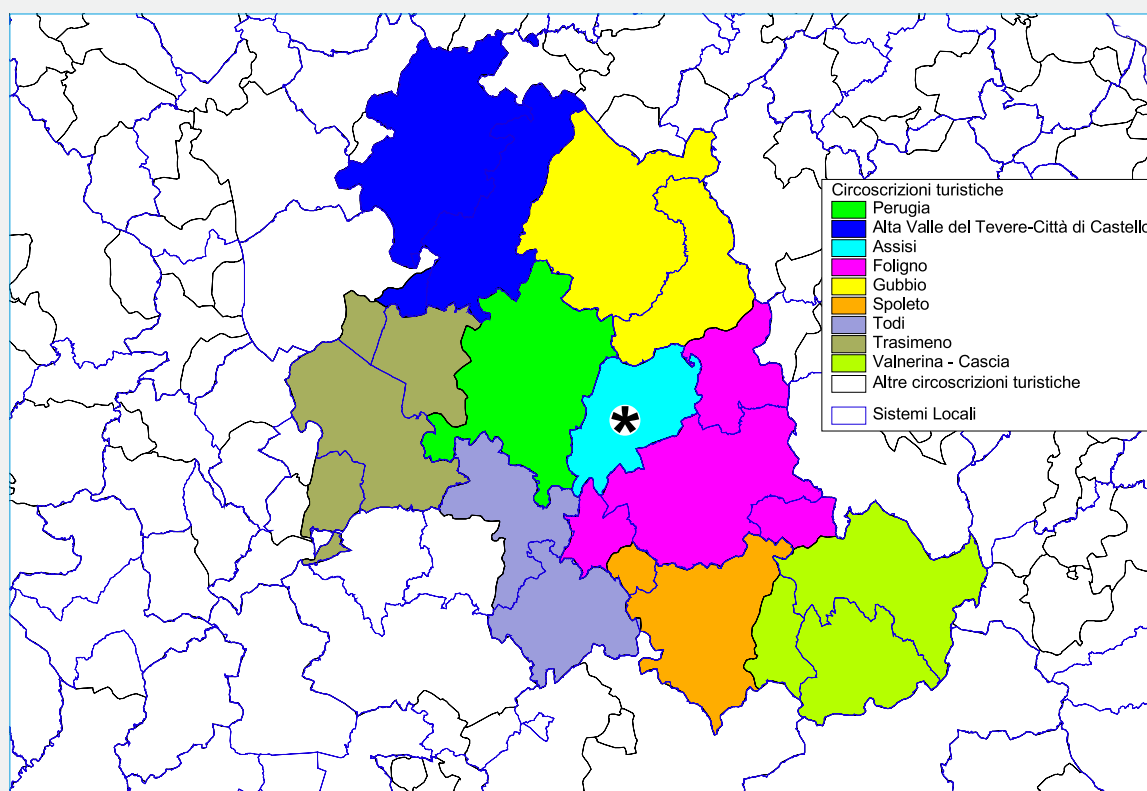 Circoscrizioni turistiche
Perugia
Alta Valle del Tevere-Città di Castello
Assisi
Foligno
Gubbio
Spoleto
Todi
Trasimeno
Valnerina - Cascia
Altre circoscrizioni turistiche
Sistemi Locali
*